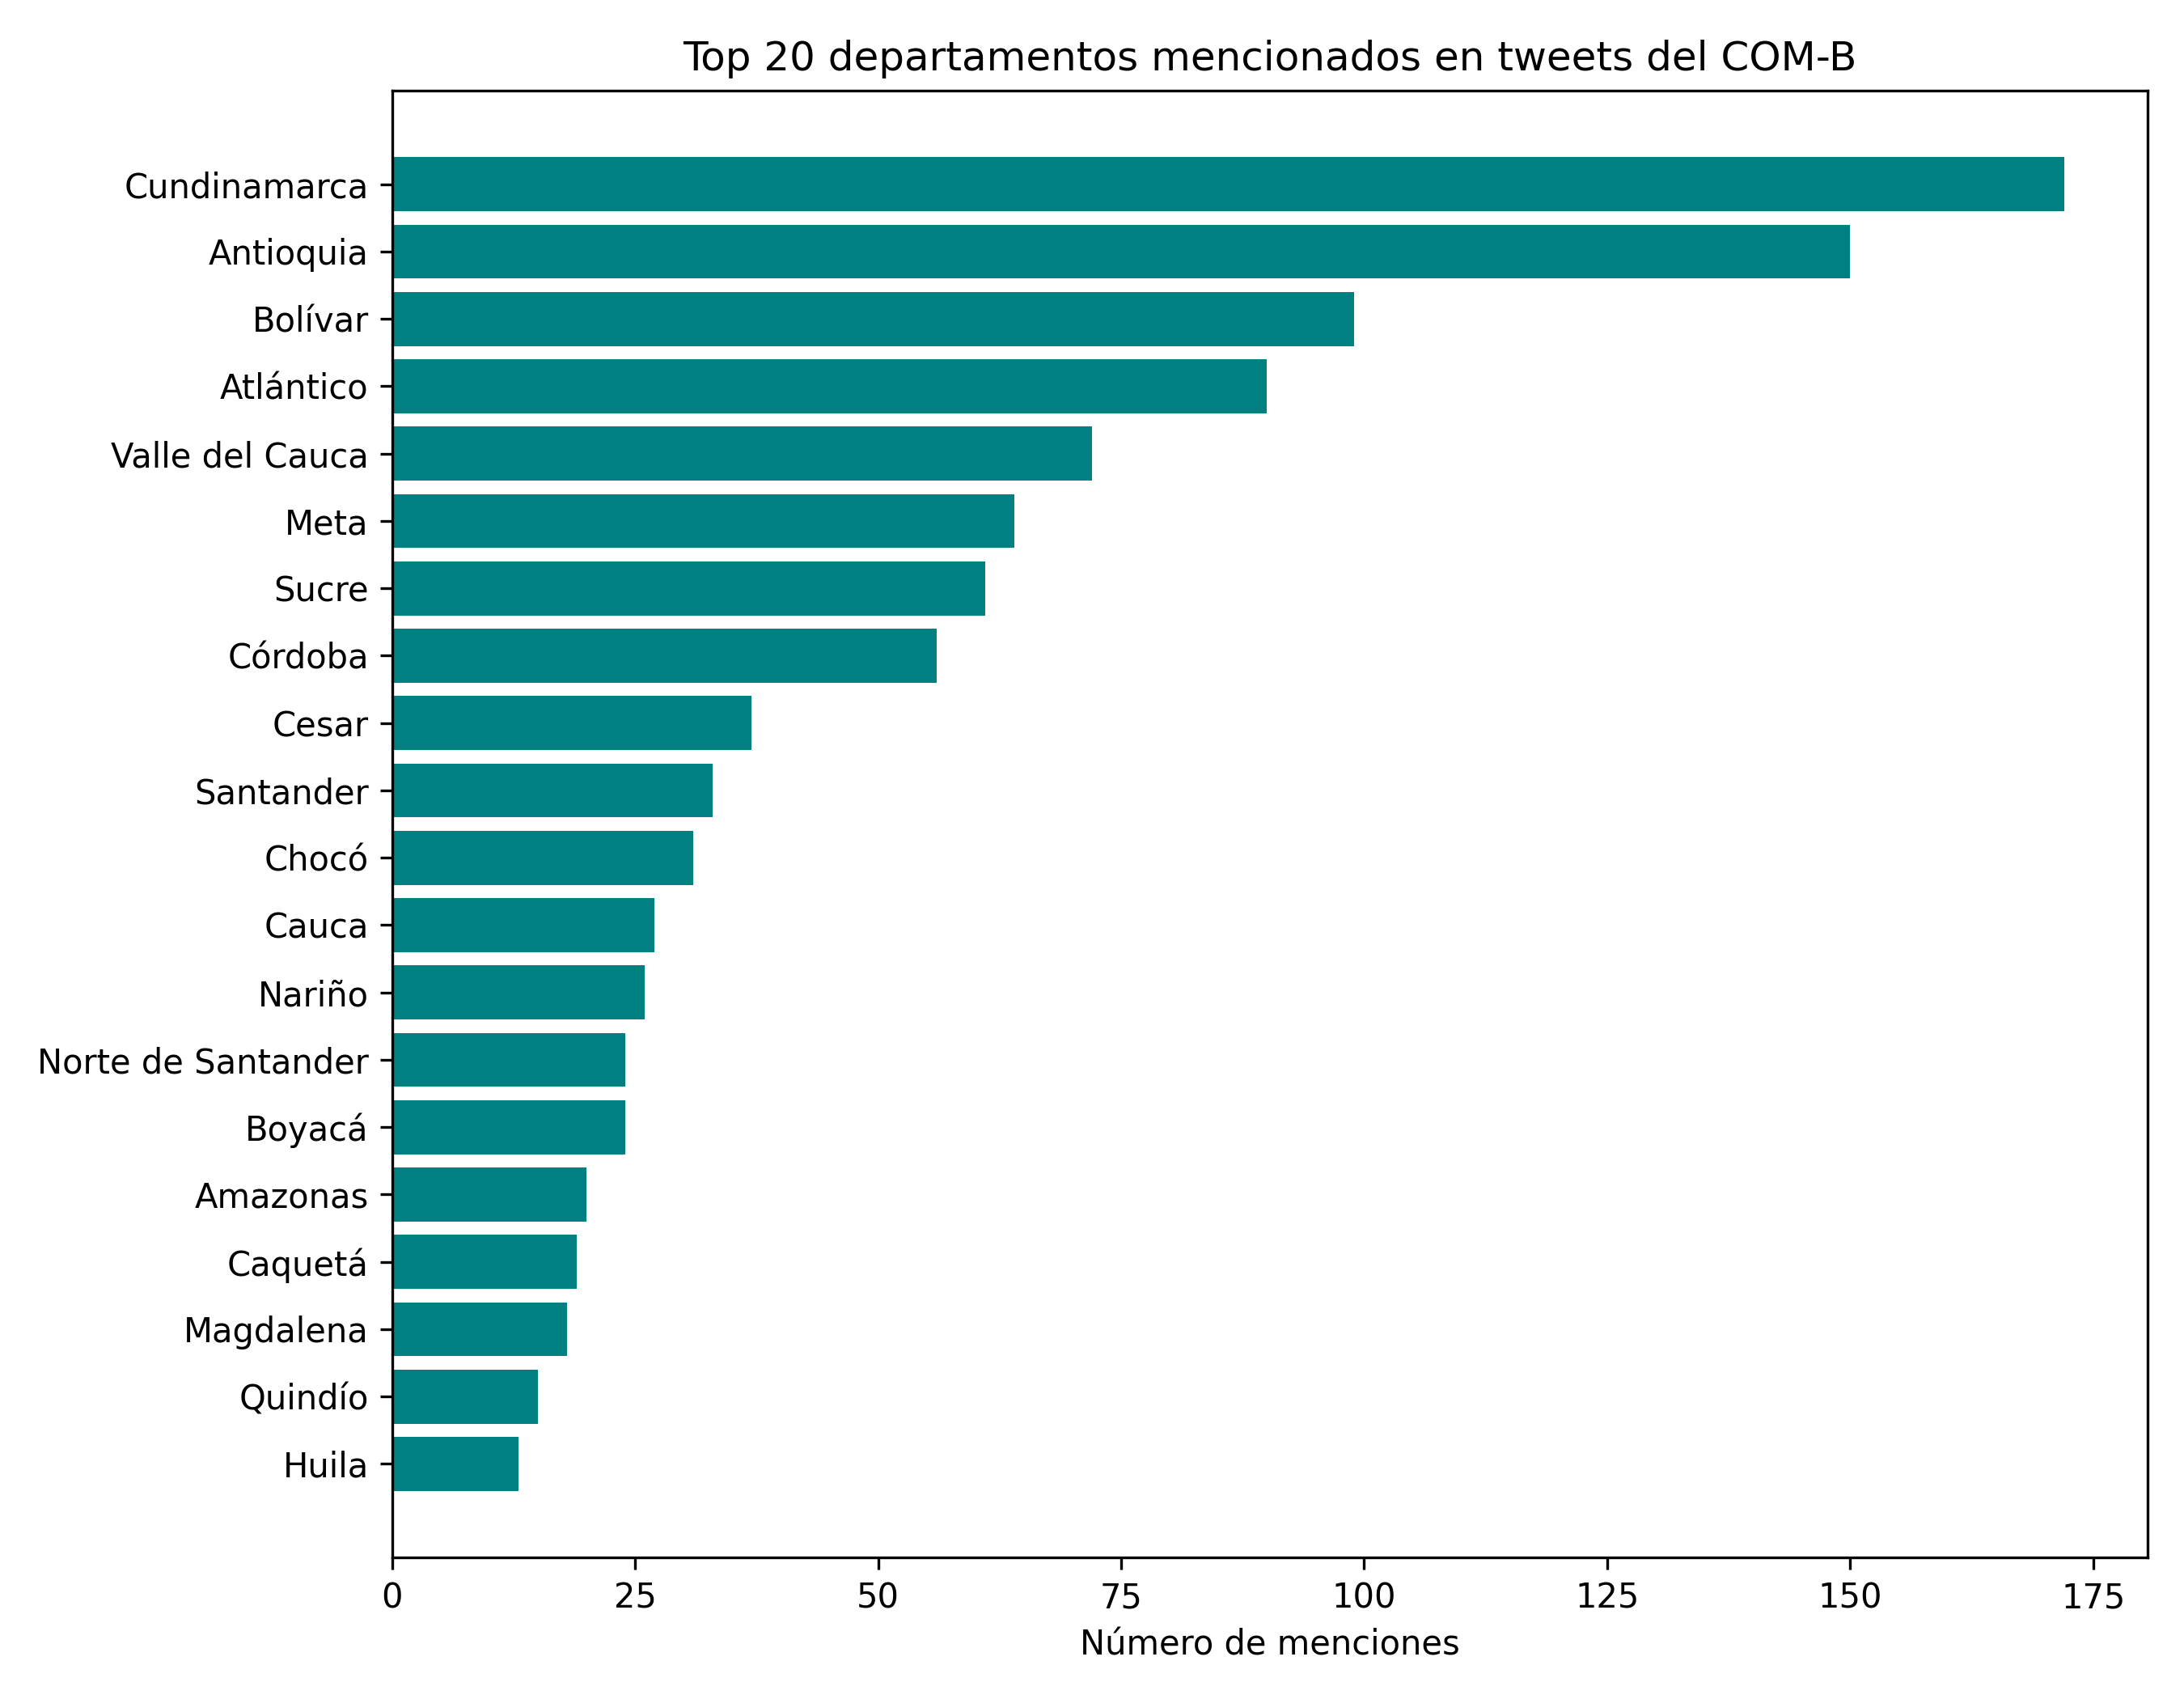 Top 20 departamentos mencionados en tweets del COM-B
Cundinamarca
Antioquia
Bolívar
Atlántico
Valle del Cauca
Meta
Sucre
Córdoba
Cesar
Santander
Chocó
Cauca
Nariño
Norte de Santander
Boyacá
Amazonas
Caquetá
Magdalena
Quindío
Huila
0 25 50 75 100 125 150 175
Número de menciones